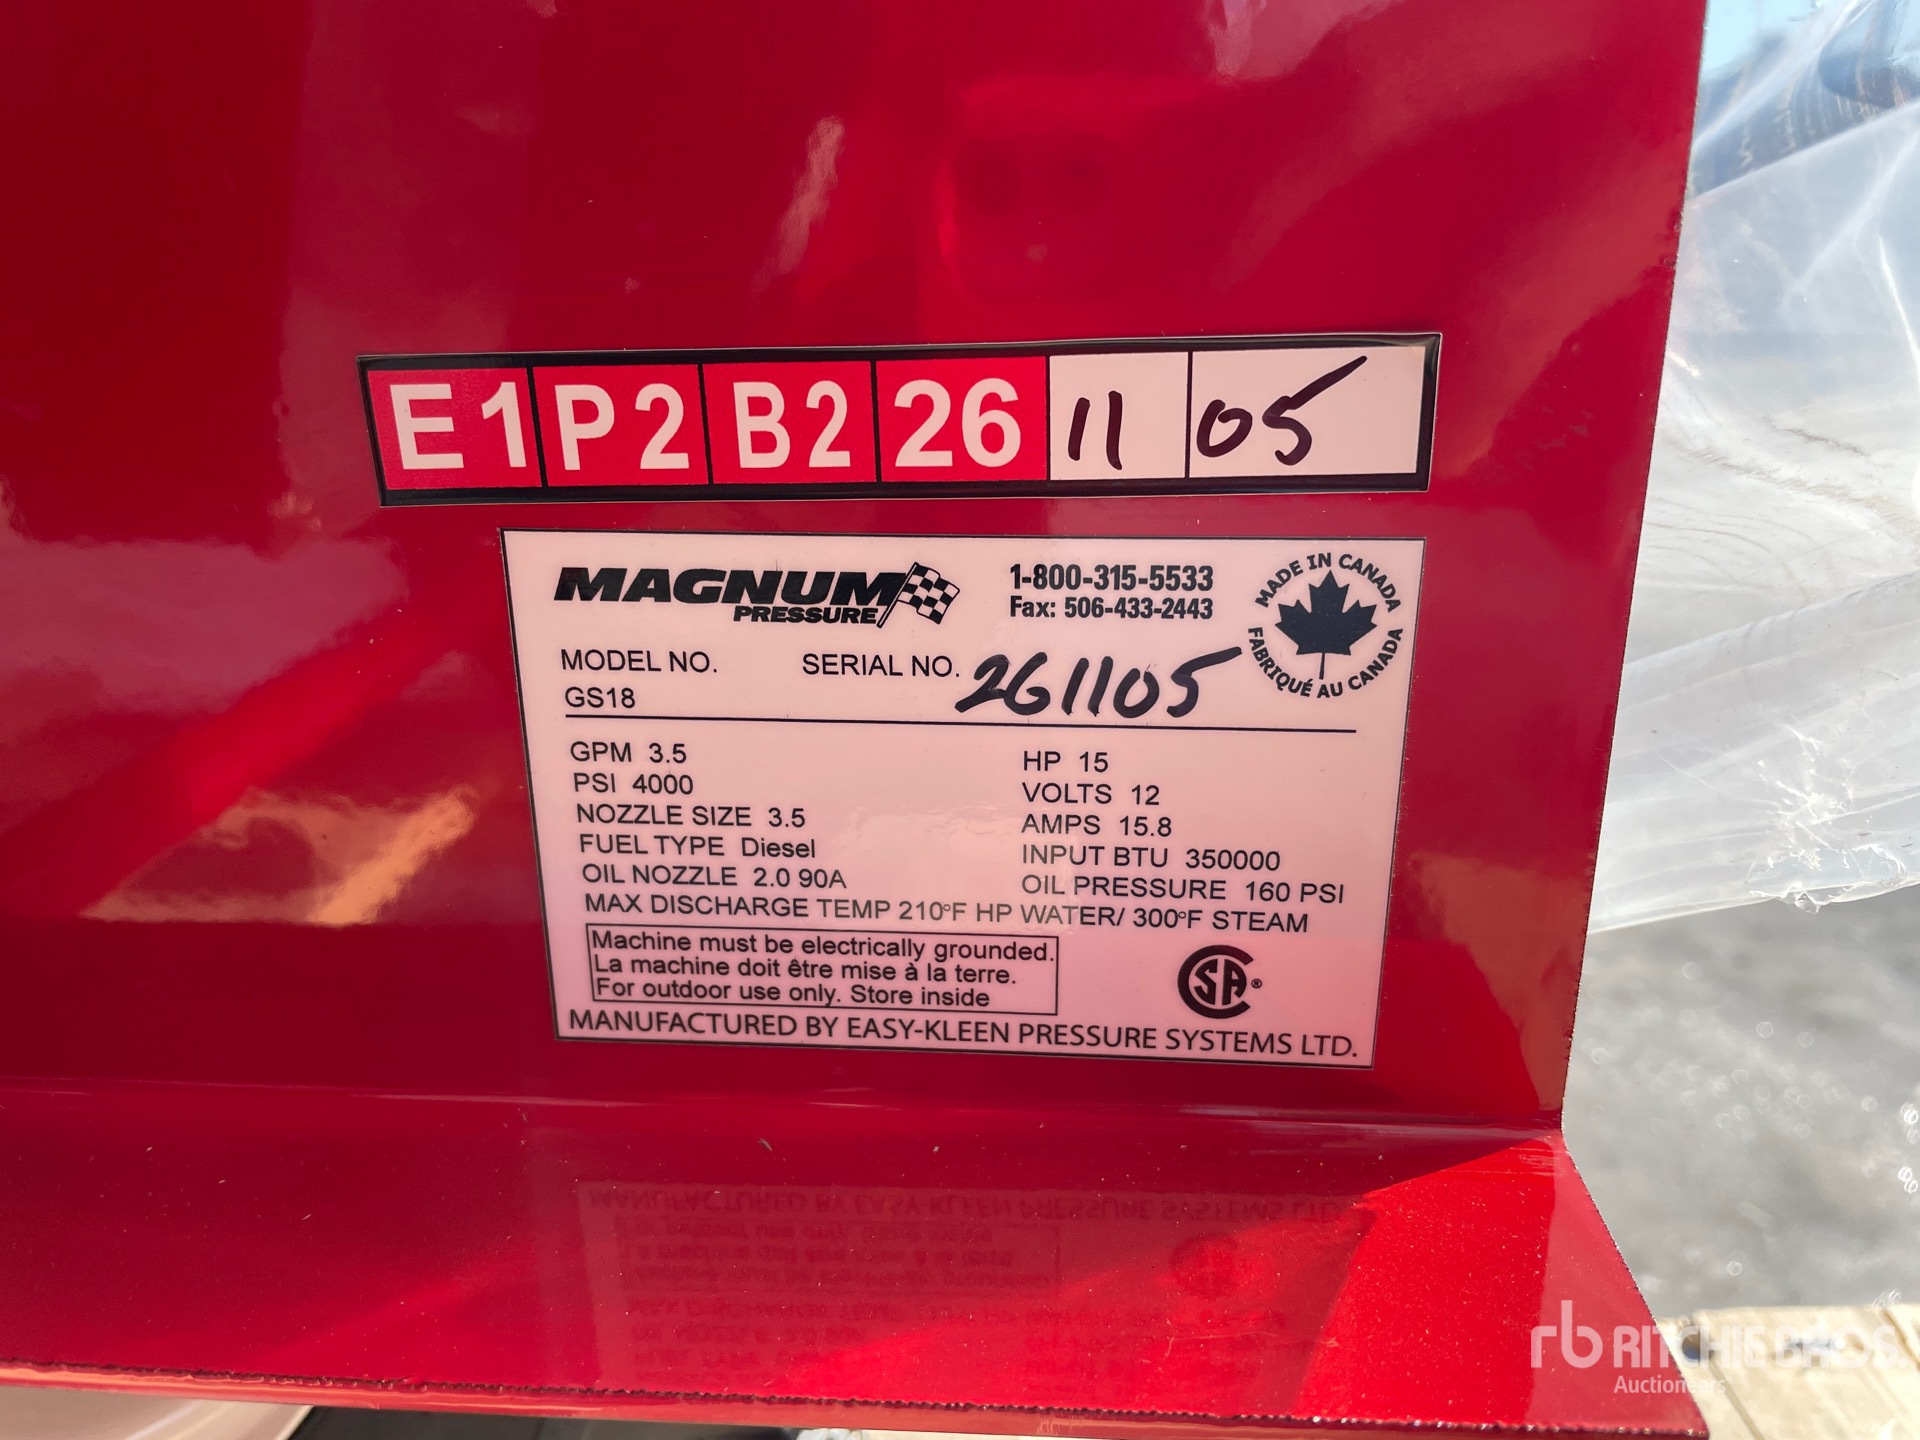 E1 P2 B2 26 11 05
MAGNUM
PRESSURE
1-800-315-5533
Fax: 506-433-2443
MADE IN CANADA
FABRIQUÉ AU CANADA
MODEL NO.
GS18
SERIAL NO. 261105
GPM 3.5
PSI 4000
NOZZLE SIZE 3.5
FUEL TYPE Diesel
OIL NOZZLE 2.0 90A
HP 15
VOLTS 12
AMPS 15.8
INPUT BTU 350000
OIL PRESSURE 160 PSI
MAX DISCHARGE TEMP 210°F HP WATER/ 300°F STEAM
Machine must be electrically grounded.
La machine doit être mise à la terre.
For outdoor use only. Store inside
CSA®
MANUFACTURED BY EASY-KLEEN PRESSURE SYSTEMS LTD.
rb RITCHIE BROS.
Auctioneers